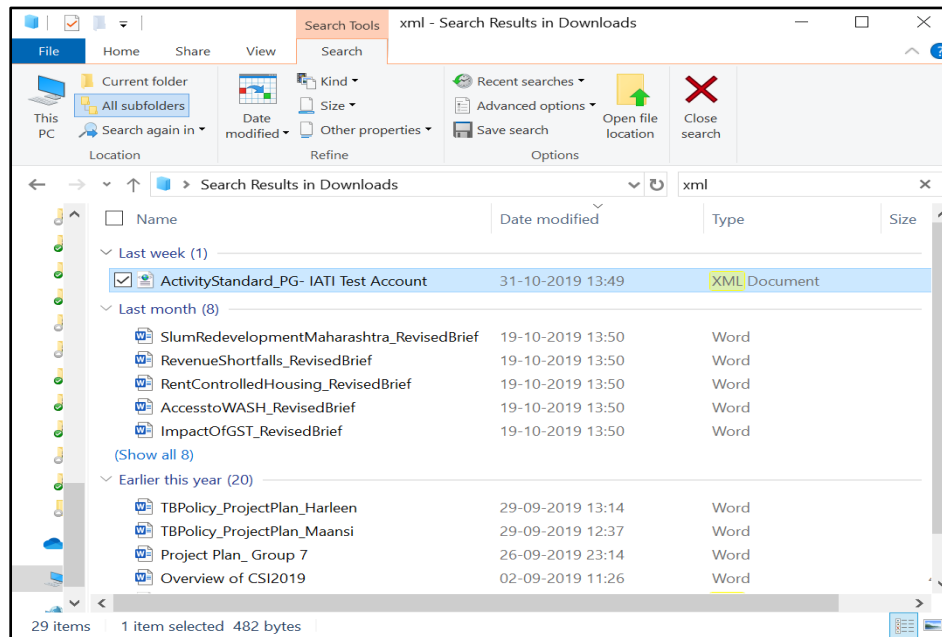 Search Tools xml - Search Results in Downloads
File Home Share View Search
This PC
Current folder
All subfolders
Search again in
Location
Date modified
Kind
Size
Other properties
Refine
Recent searches
Advanced options
Save search
Open file location
Options
Close search
Search Results in Downloads xml
Name Date modified Type Size
Last week (1)
ActivityStandard_PG- IATI Test Account 31-10-2019 13:49 XML Document
Last month (8)
SlumRedevelopmentMaharashtra_RevisedBrief 19-10-2019 13:50 Word
RevenueShortfalls_RevisedBrief 19-10-2019 13:50 Word
RentControlledHousing_RevisedBrief 19-10-2019 13:50 Word
AccesstoWASH_RevisedBrief 19-10-2019 13:50 Word
ImpactOfGST_RevisedBrief 19-10-2019 13:50 Word
(Show all 8)
Earlier this year (20)
TBPolicy_ProjectPlan_Harleen 29-09-2019 13:14 Word
TBPolicy_ProjectPlan_Maansi 29-09-2019 12:37 Word
Project Plan_ Group 7 26-09-2019 23:14 Word
Overview of CSI2019 02-09-2019 11:26 Word
29 items 1 item selected 482 bytes